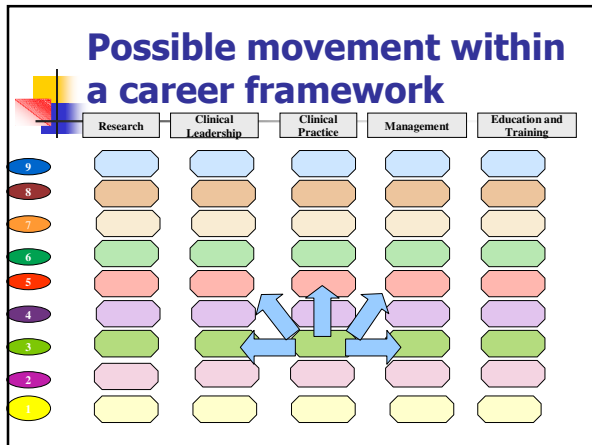 Possible movement within
a career framework
Research
Clinical
Leadership
Clinical
Practice
Management
Education and
Training
9
8
7
6
5
4
3
2
1